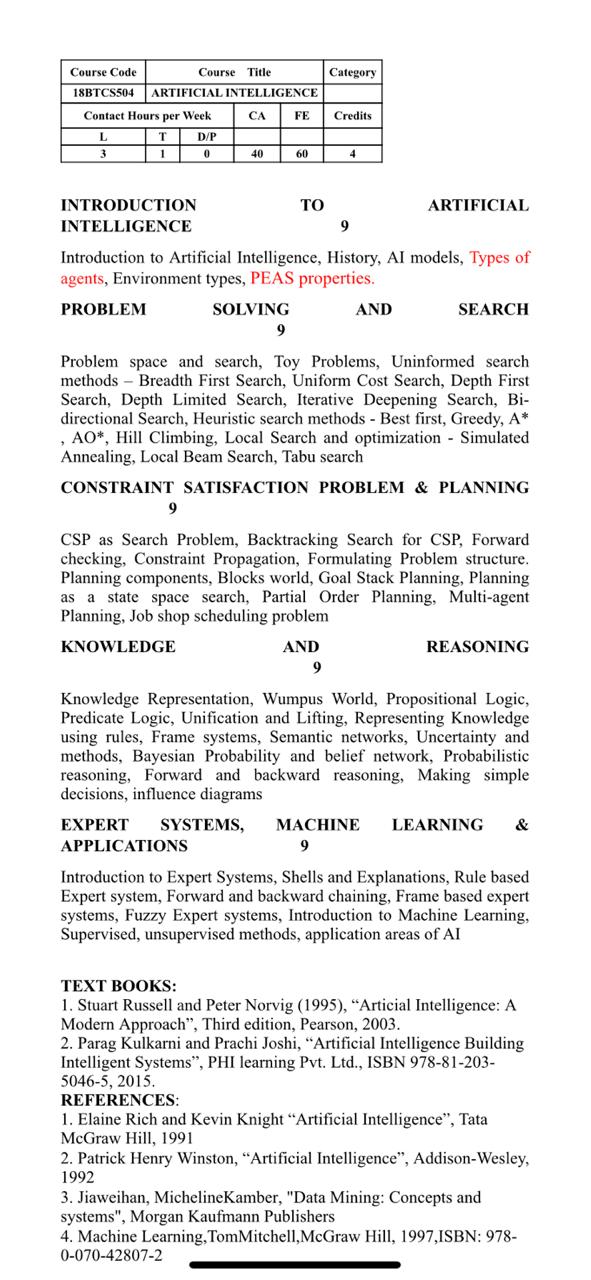 Course Code Course Title Category
18BTCS504 ARTIFICIAL INTELLIGENCE
Contact Hours per Week CA FE Credits
L T D/P
3 1 0 40 60 4
INTRODUCTION TO ARTIFICIAL
INTELLIGENCE 9
Introduction to Artificial Intelligence, History, AI models, Types of
agents, Environment types, PEAS properties.
PROBLEM SOLVING AND SEARCH
9
Problem space and search, Toy Problems, Uninformed search
methods – Breadth First Search, Uniform Cost Search, Depth First
Search, Depth Limited Search, Iterative Deepening Search, Bi-
directional Search, Heuristic search methods - Best first, Greedy, A*
, AO*, Hill Climbing, Local Search and optimization - Simulated
Annealing, Local Beam Search, Tabu search
CONSTRAINT SATISFACTION PROBLEM & PLANNING
9
CSP as Search Problem, Backtracking Search for CSP, Forward
checking, Constraint Propagation, Formulating Problem structure.
Planning components, Blocks world, Goal Stack Planning, Planning
as a state space search, Partial Order Planning, Multi-agent
Planning, Job shop scheduling problem
KNOWLEDGE AND REASONING
9
Knowledge Representation, Wumpus World, Propositional Logic,
Predicate Logic, Unification and Lifting, Representing Knowledge
using rules, Frame systems, Semantic networks, Uncertainty and
methods, Bayesian Probability and belief network, Probabilistic
reasoning, Forward and backward reasoning, Making simple
decisions, influence diagrams
EXPERT SYSTEMS, MACHINE LEARNING &
APPLICATIONS 9
Introduction to Expert Systems, Shells and Explanations, Rule based
Expert system, Forward and backward chaining, Frame based expert
systems, Fuzzy Expert systems, Introduction to Machine Learning,
Supervised, unsupervised methods, application areas of AI
TEXT BOOKS:
1. Stuart Russell and Peter Norvig (1995), “Articial Intelligence: A
Modern Approach”, Third edition, Pearson, 2003.
2. Parag Kulkarni and Prachi Joshi, “Artificial Intelligence Building
Intelligent Systems”, PHI learning Pvt. Ltd., ISBN 978-81-203-
5046-5, 2015.
REFERENCES:
1. Elaine Rich and Kevin Knight “Artificial Intelligence”, Tata
McGraw Hill, 1991
2. Patrick Henry Winston, “Artificial Intelligence”, Addison-Wesley,
1992
3. Jiaweihan, MichelineKamber, "Data Mining: Concepts and
systems", Morgan Kaufmann Publishers
4. Machine Learning,TomMitchell,McGraw Hill, 1997,ISBN: 978-
0-070-42807-2